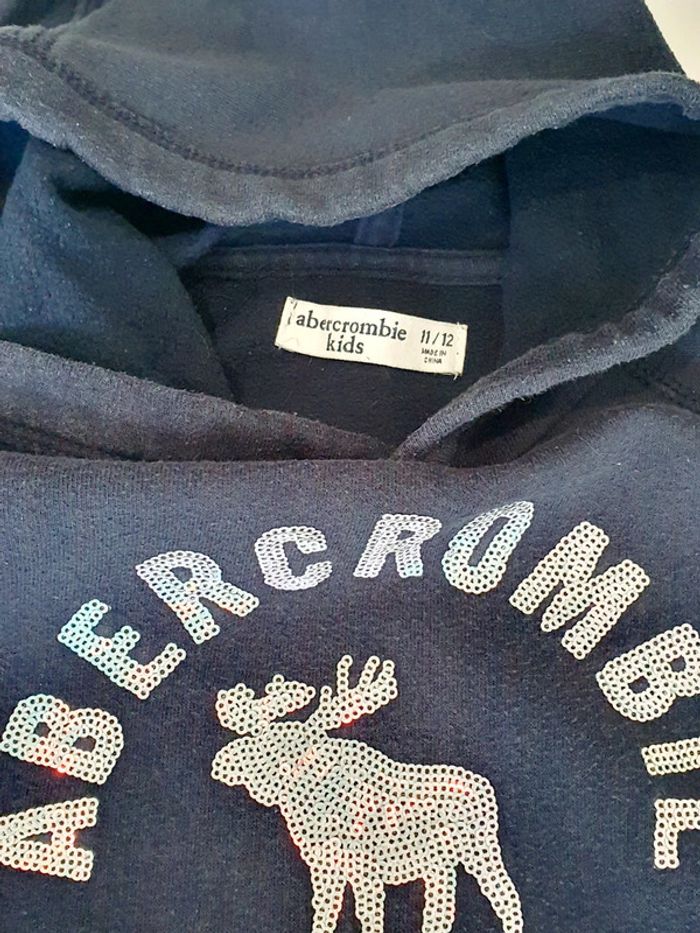 abercrombie
kids
11/12
MADE IN
CHINA
ABERCROMBIE